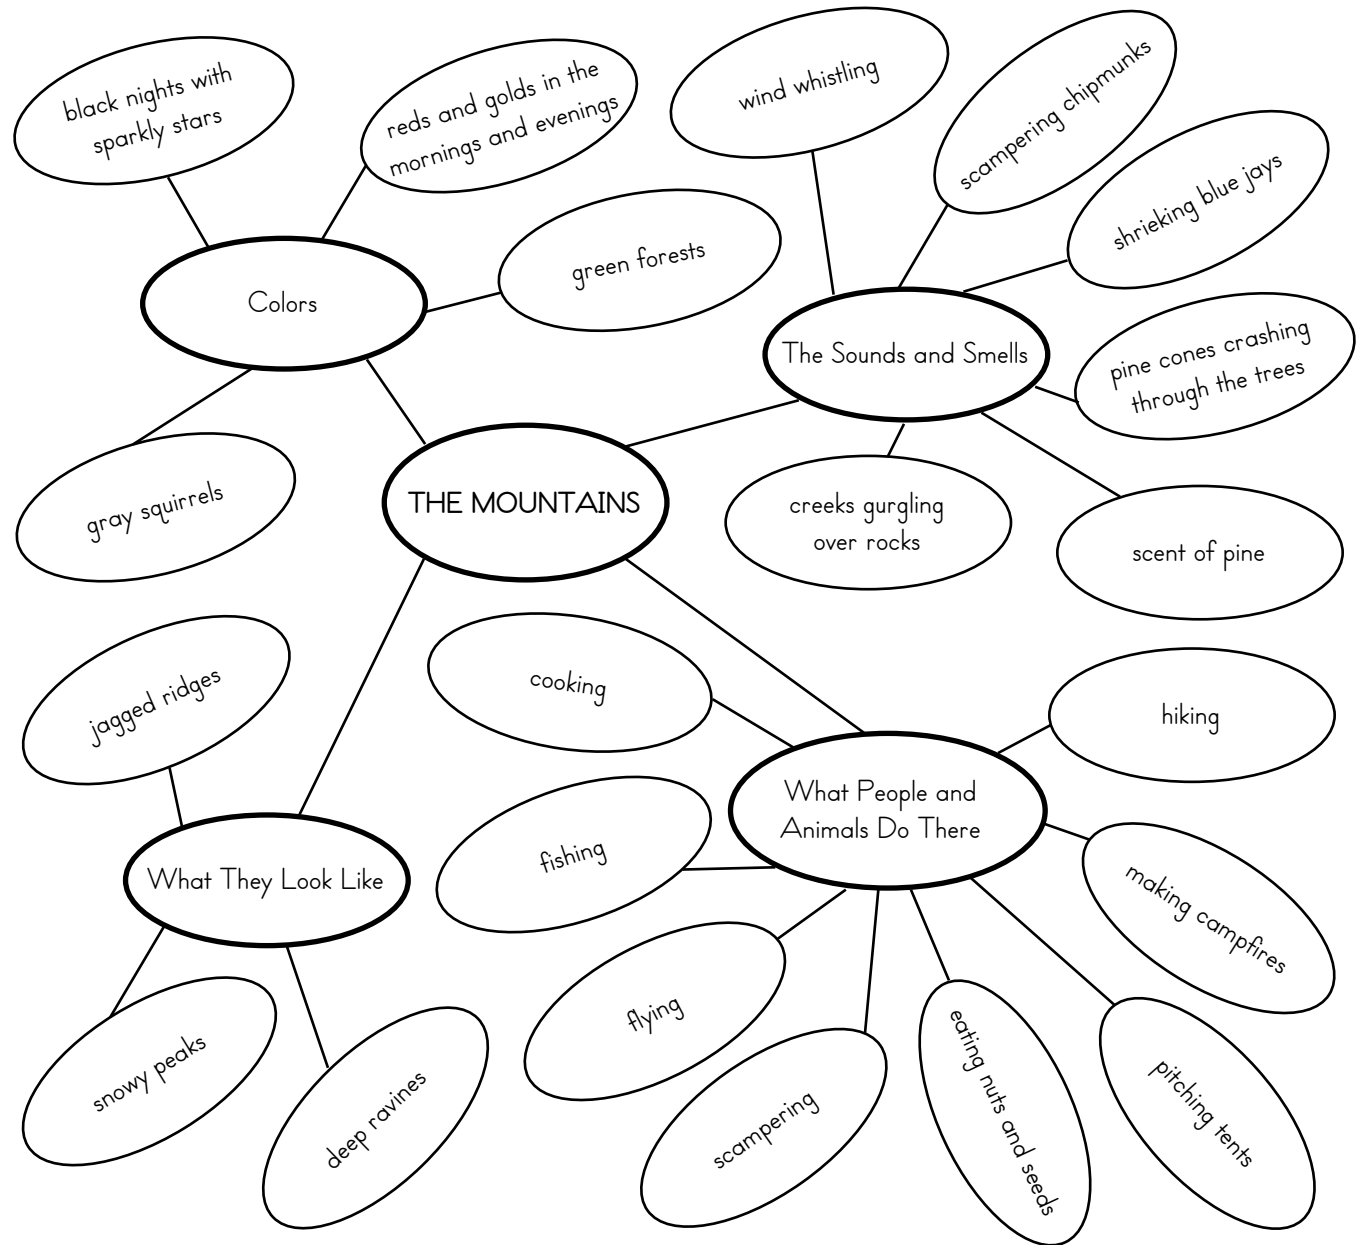 black nights with
sparkly stars
reds and golds in the
mornings and evenings
wind whistling
scampering chipmunks
shrieking blue jays
green forests
Colors
The Sounds and Smells
pine cones crashing
through the trees
gray squirrels
THE MOUNTAINS
creeks gurgling
over rocks
scent of pine
jagged ridges
cooking
hiking
What People and
Animals Do There
What They Look Like
fishing
making campfires
flying
snowy peaks
deep ravines
scampering
eating nuts and seeds
pitching tents